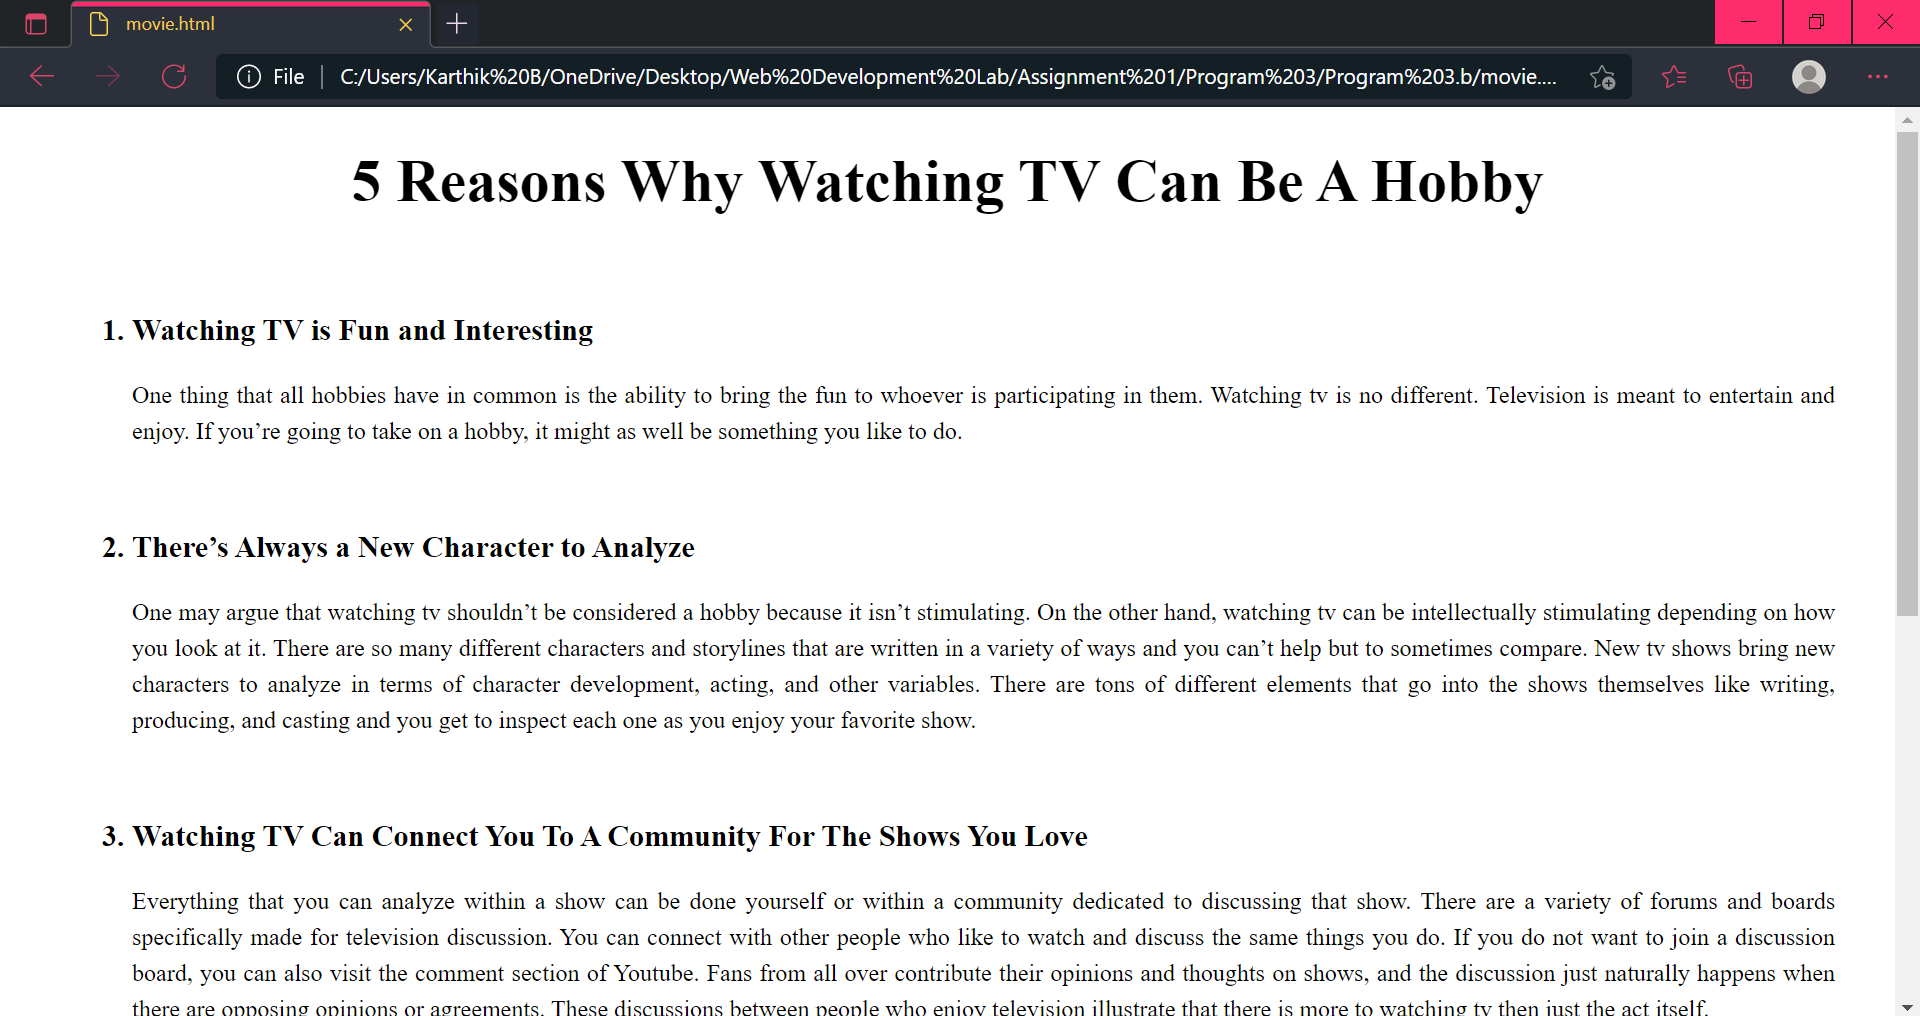 movie.html
File
C:/Users/Karthik%20B/OneDrive/Desktop/Web%20Development%20Lab/Assignment%201/Program%203/Program%203.b/movie....
5 Reasons Why Watching TV Can Be A Hobby
1. Watching TV is Fun and Interesting
One thing that all hobbies have in common is the ability to bring the fun to whoever is participating in them. Watching tv is no different. Television is meant to entertain and
enjoy. If you’re going to take on a hobby, it might as well be something you like to do.
2. There’s Always a New Character to Analyze
One may argue that watching tv shouldn’t be considered a hobby because it isn’t stimulating. On the other hand, watching tv can be intellectually stimulating depending on how
you look at it. There are so many different characters and storylines that are written in a variety of ways and you can’t help but to sometimes compare. New tv shows bring new
characters to analyze in terms of character development, acting, and other variables. There are tons of different elements that go into the shows themselves like writing,
producing, and casting and you get to inspect each one as you enjoy your favorite show.
3. Watching TV Can Connect You To A Community For The Shows You Love
Everything that you can analyze within a show can be done yourself or within a community dedicated to discussing that show. There are a variety of forums and boards
specifically made for television discussion. You can connect with other people who like to watch and discuss the same things you do. If you do not want to join a discussion
board, you can also visit the comment section of Youtube. Fans from all over contribute their opinions and thoughts on shows, and the discussion just naturally happens when
there are opposing opinions or agreements. These discussions between people who enjoy television illustrate that there is more to watching tv then just the act itself.